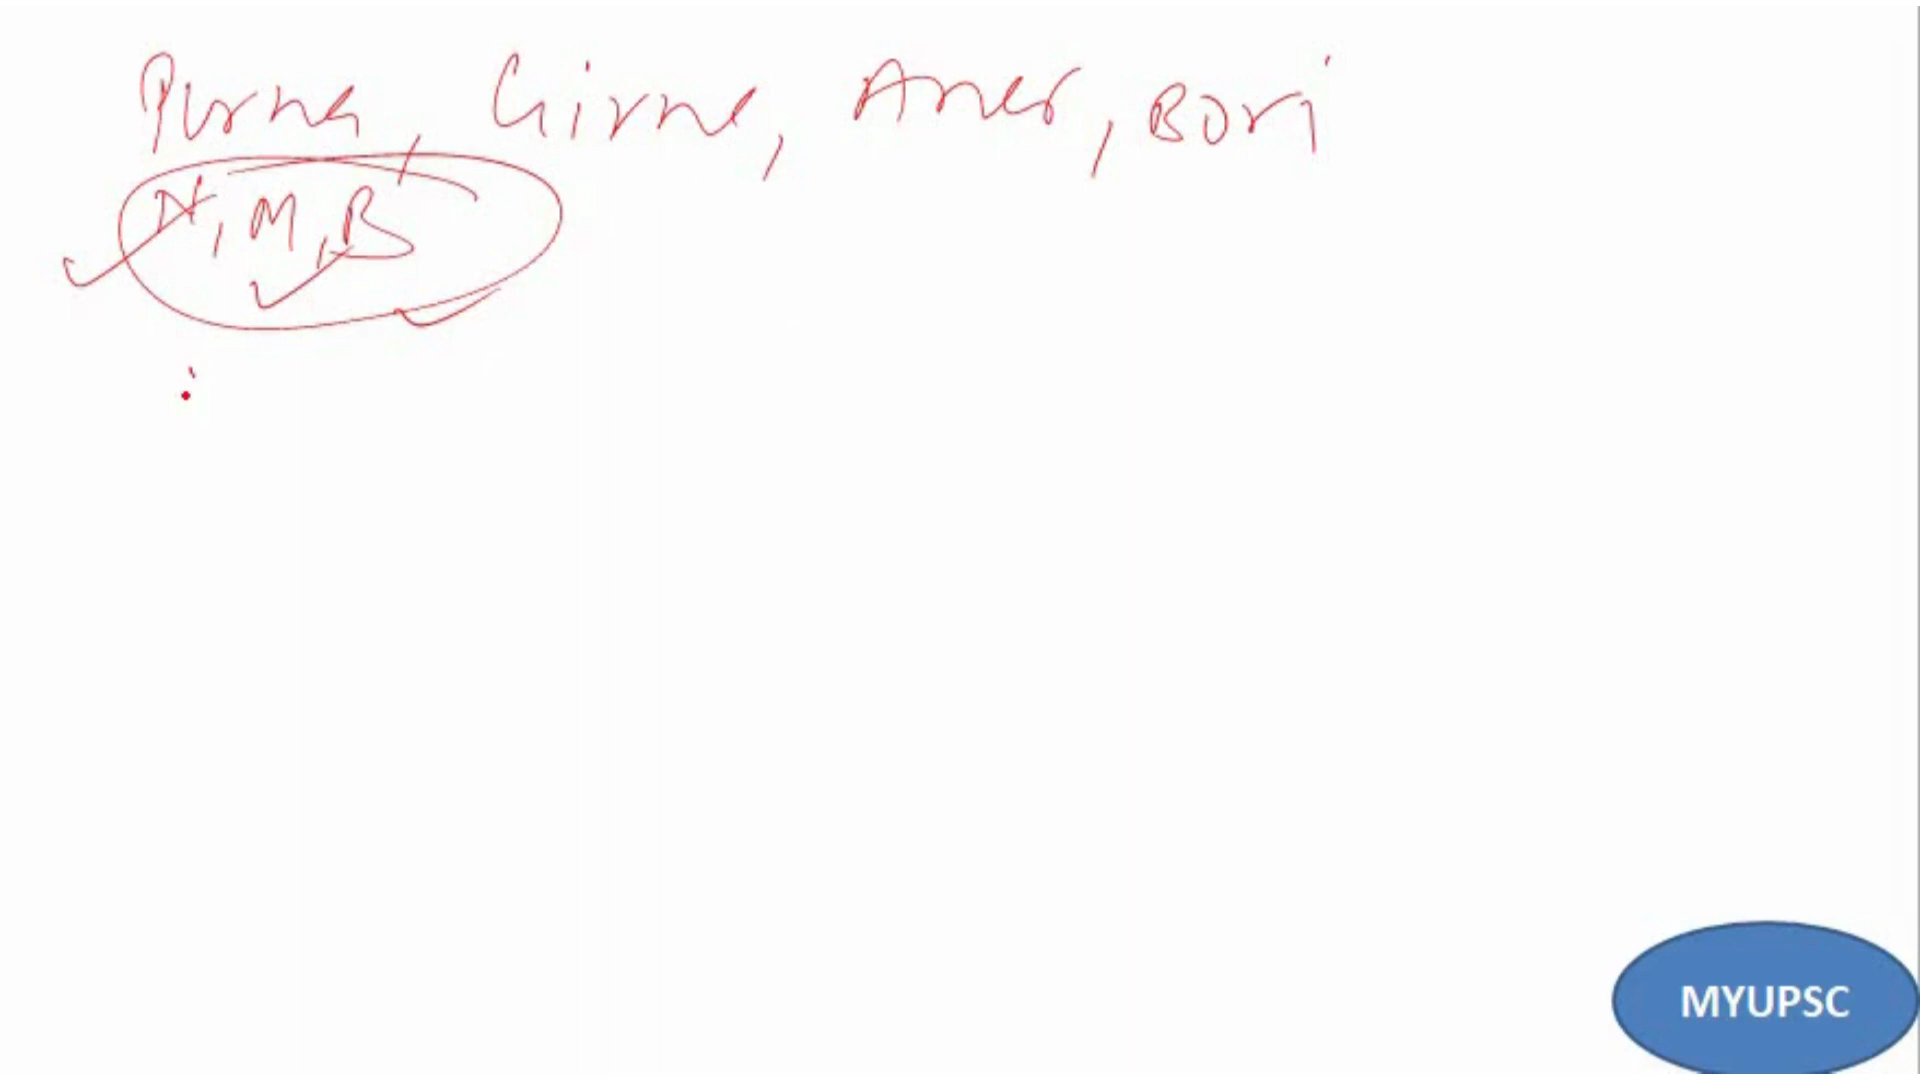 Purna, Girna, Aner, Bori
N, M, B
MYUPSC